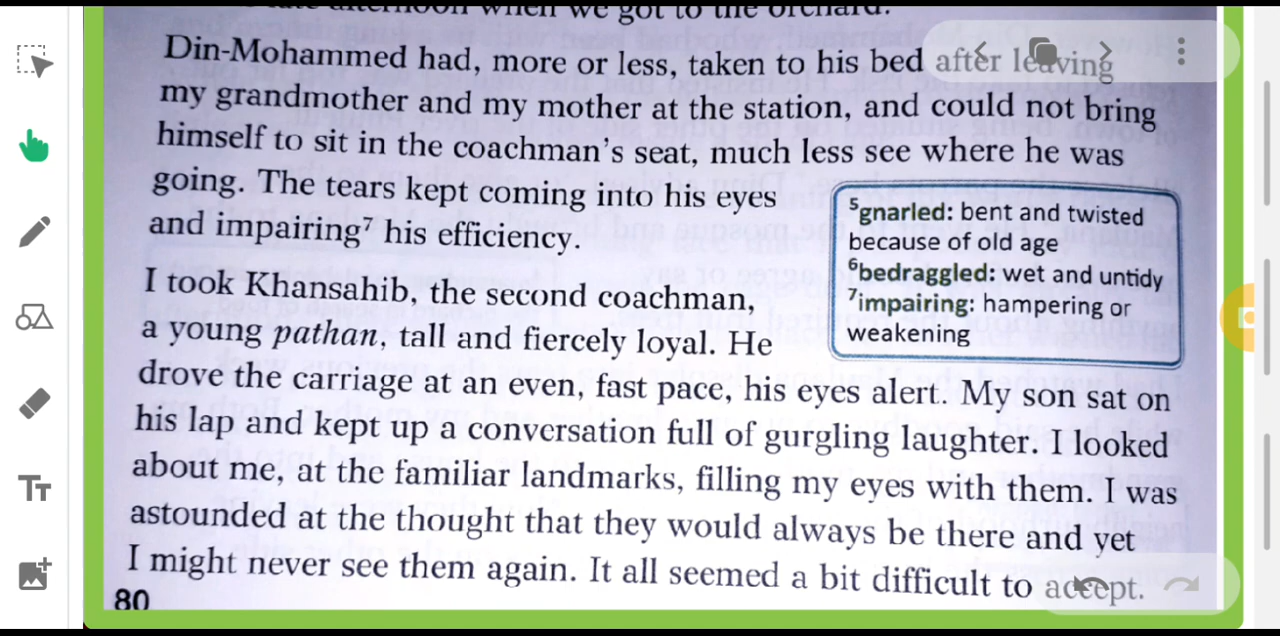 when we got to the orchard.
Din-Mohammed had, more or less, taken to his bed after leaving
my grandmother and my mother at the station, and could not bring
himself to sit in the coachman's seat, much less see where he was
going. The tears kept coming into his eyes
and impairing⁷ his efficiency.
⁵gnarled: bent and twisted
because of old age
⁶bedraggled: wet and untidy
⁷impairing: hampering or
weakening
I took Khansahib, the second coachman,
a young pathan, tall and fiercely loyal. He
drove the carriage at an even, fast pace, his eyes alert. My son sat on
his lap and kept up a conversation full of gurgling laughter. I looked
about me, at the familiar landmarks, filling my eyes with them. I was
astounded at the thought that they would always be there and yet
I might never see them again. It all seemed a bit difficult to accept.
80
Tт